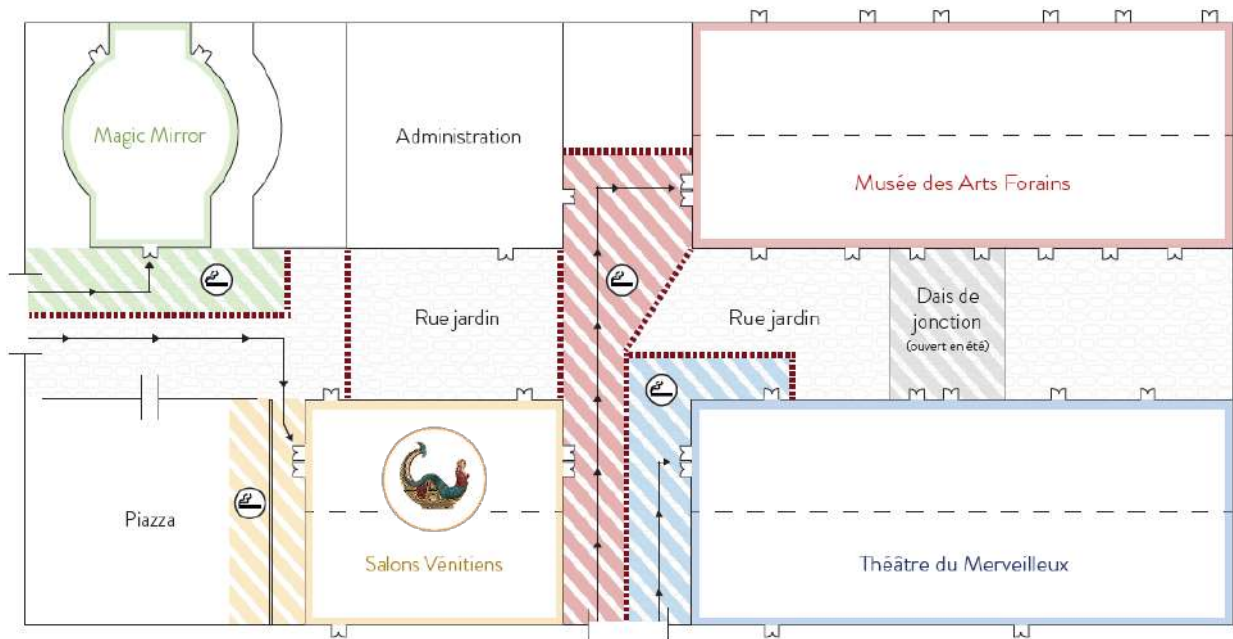 Magic Mirror
Administration
Musée des Arts Forains
Rue jardin
Rue jardin
Dais de
jonction
(ouvert en été)
Piazza
Salons Vénitiens
Théâtre du Merveilleux